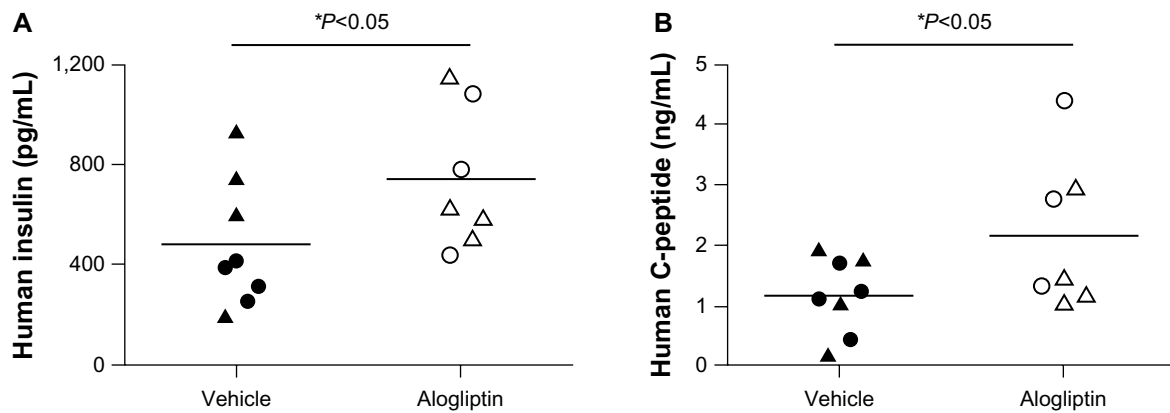 A
*P<0.05
Human insulin (pg/mL)
1,200
800
400
0
Vehicle
Alogliptin
B
*P<0.05
Human C-peptide (ng/mL)
5
4
3
2
1
0
Vehicle
Alogliptin